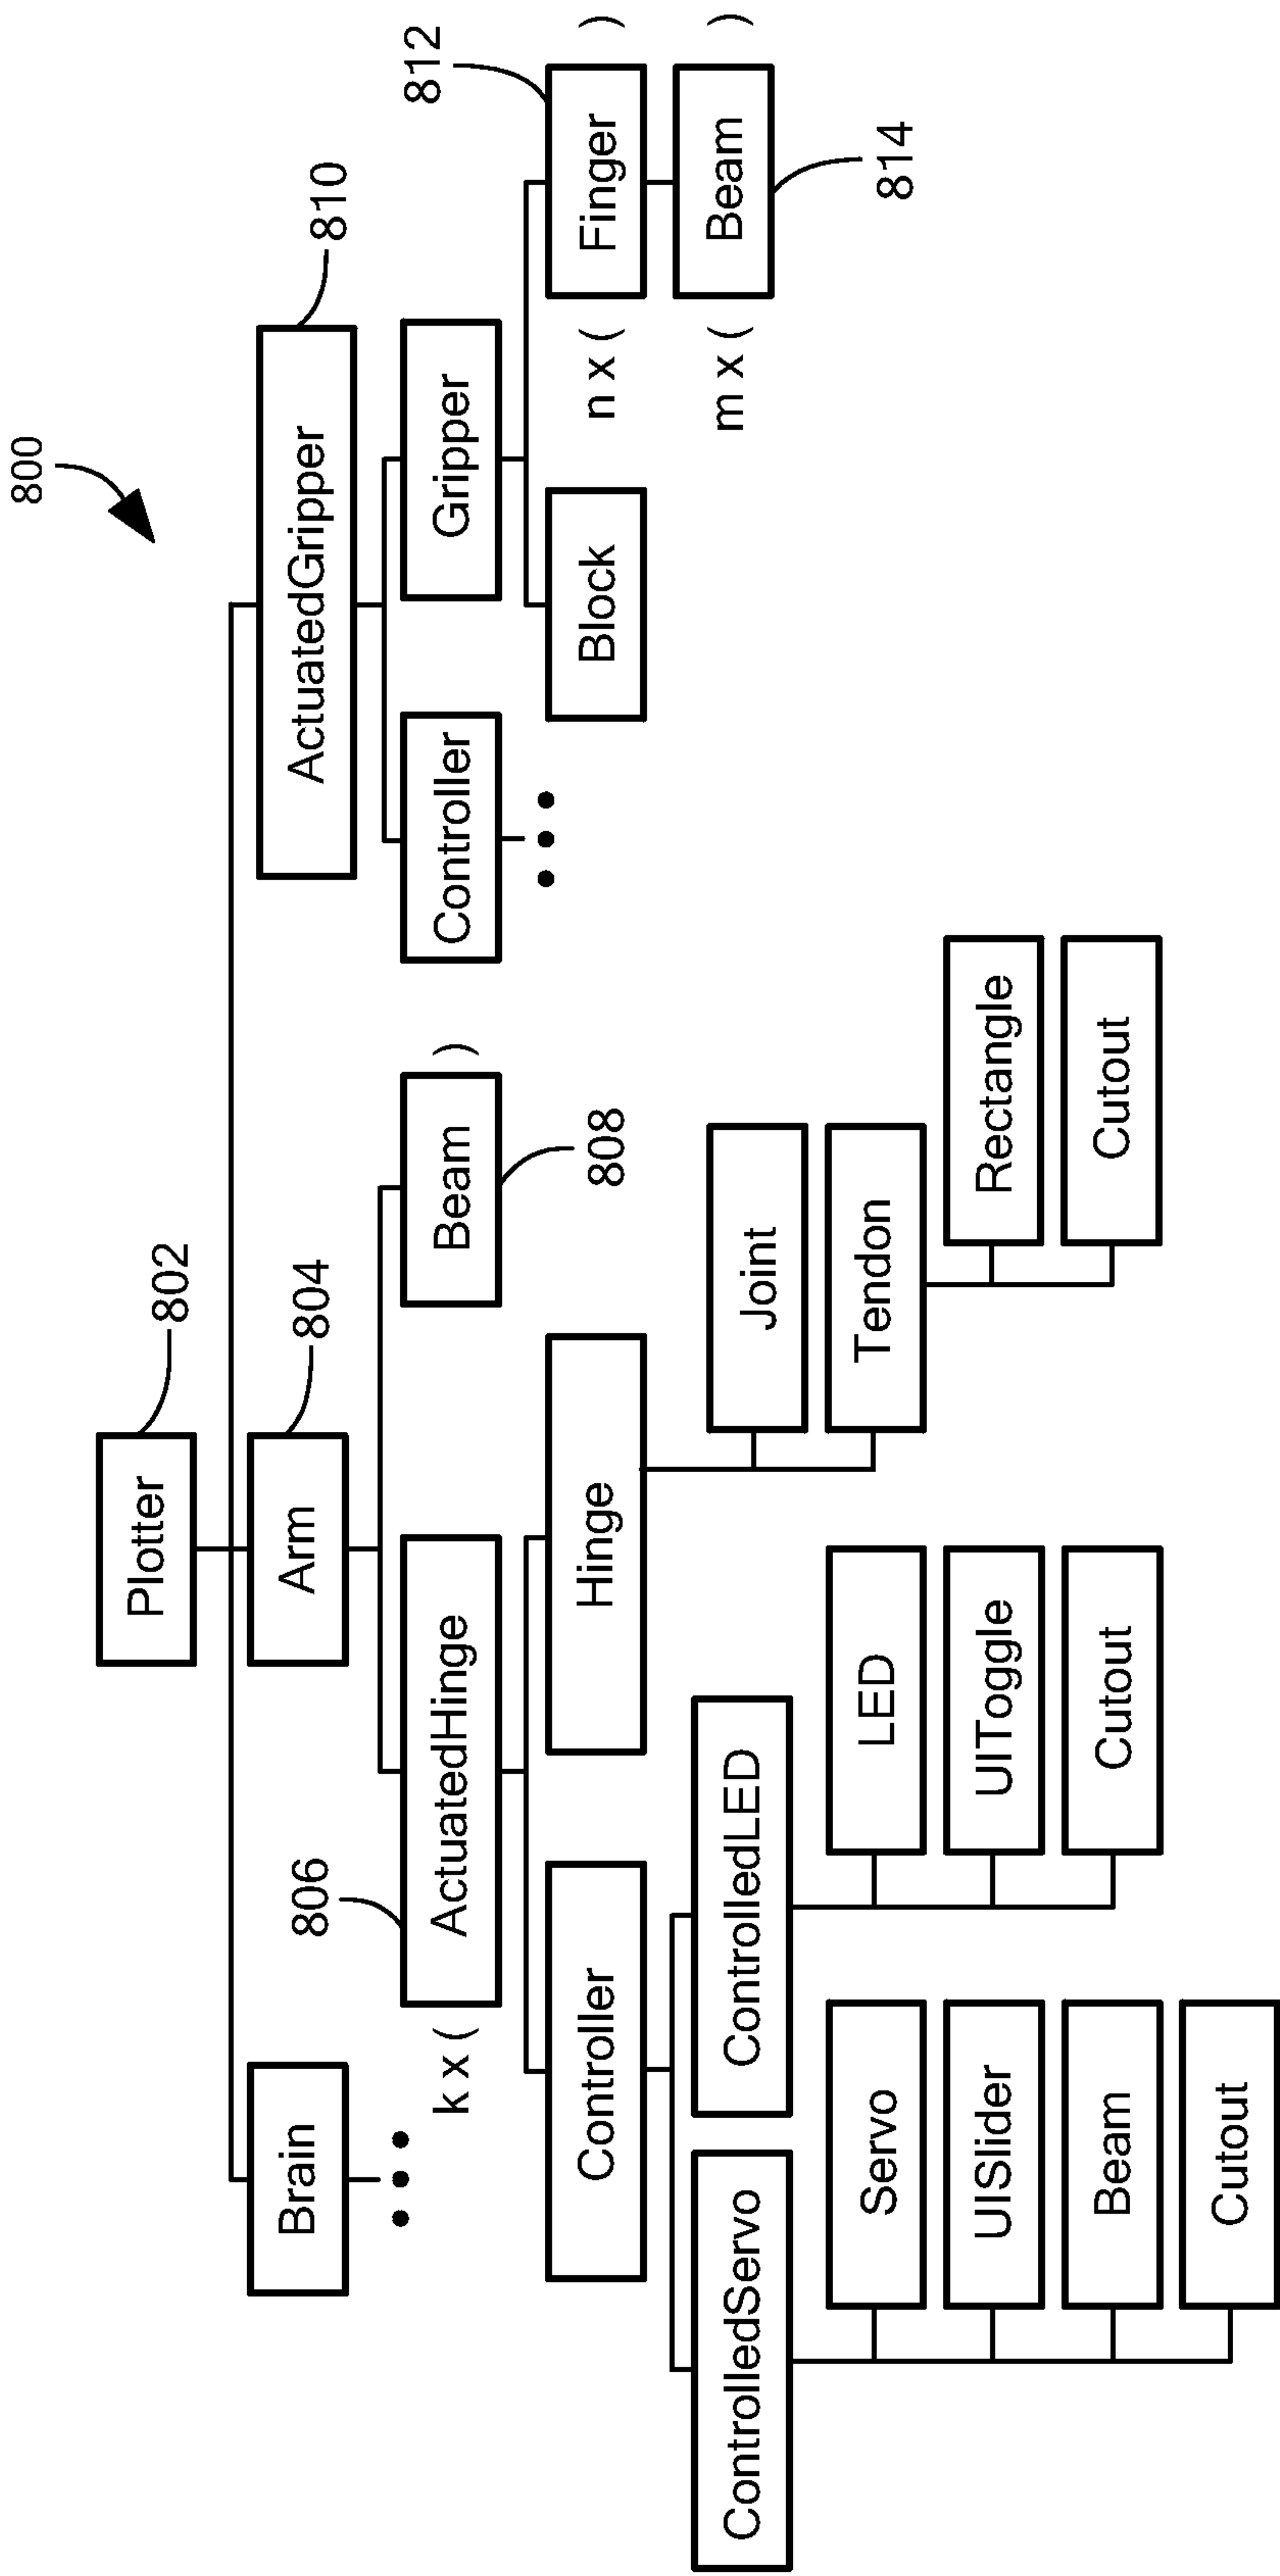 800
Plotter
802
Brain
Arm
804
ActuatedGripper
810
k x (
ActuatedHinge
806
Beam
)
808
Controller
Gripper
Controller
Hinge
Block
n x (
Finger
)
812
m x (
Beam
)
814
ControlledServo
ControlledLED
Joint
Tendon
Servo
UISlider
Beam
Cutout
LED
UIToggle
Cutout
Rectangle
Cutout